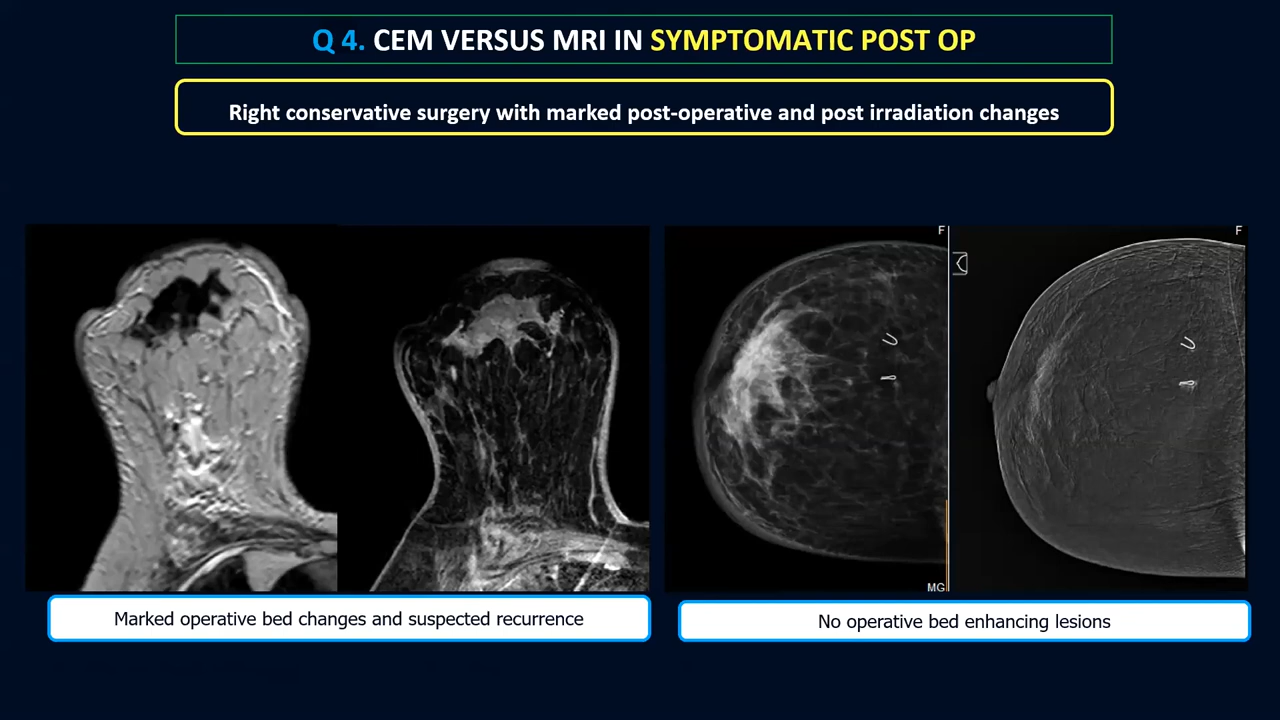 Q 4. CEM VERSUS MRI IN SYMPTOMATIC POST OP
Right conservative surgery with marked post-operative and post irradiation changes
F
F
MG
Marked operative bed changes and suspected recurrence
No operative bed enhancing lesions